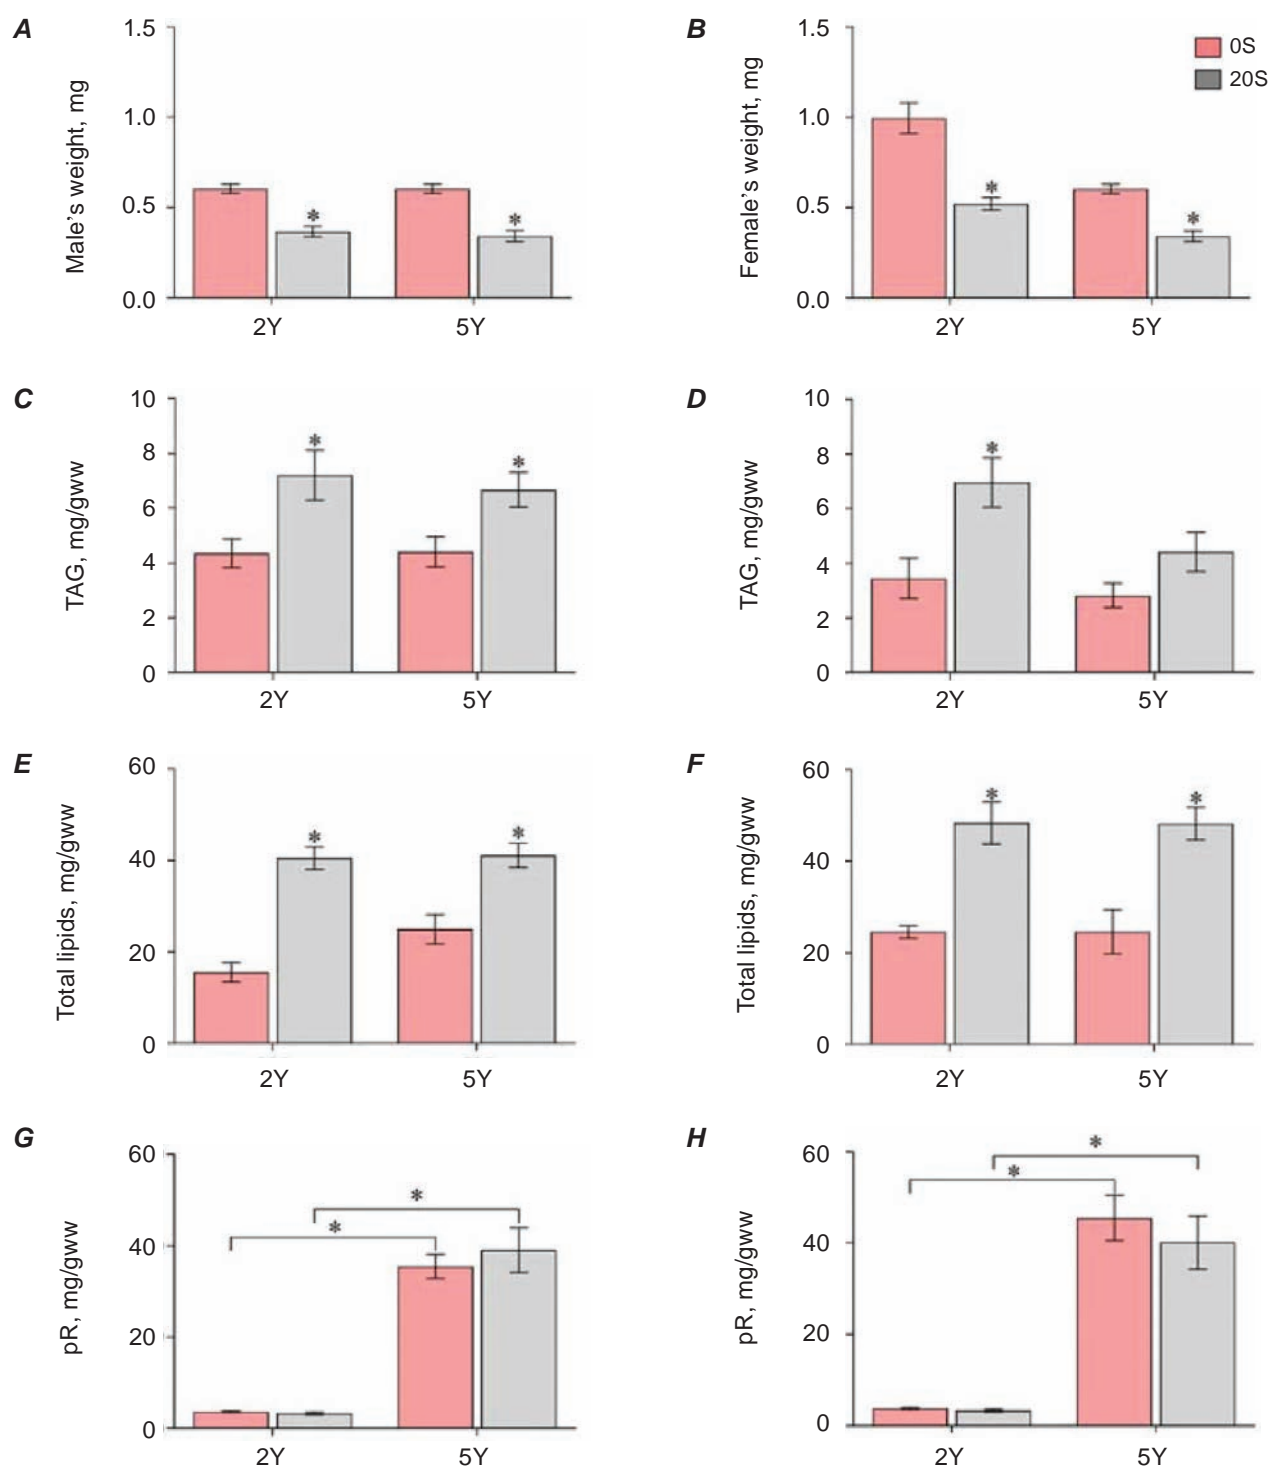 A
Male's weight, mg
1.5
1.0
0.5
0.0
*
*
2Y
5Y
B
Female's weight, mg
1.5
1.0
0.5
0.0
*
*
2Y
5Y
0S
20S
C
TAG, mg/gww
10
8
6
4
2
0
*
*
2Y
5Y
D
TAG, mg/gww
10
8
6
4
2
0
*
2Y
5Y
E
Total lipids, mg/gww
60
40
20
0
*
*
2Y
5Y
F
Total lipids, mg/gww
60
40
20
0
*
*
2Y
5Y
G
pR, mg/gww
60
40
20
0
*
*
2Y
5Y
H
pR, mg/gww
60
40
20
0
*
*
2Y
5Y